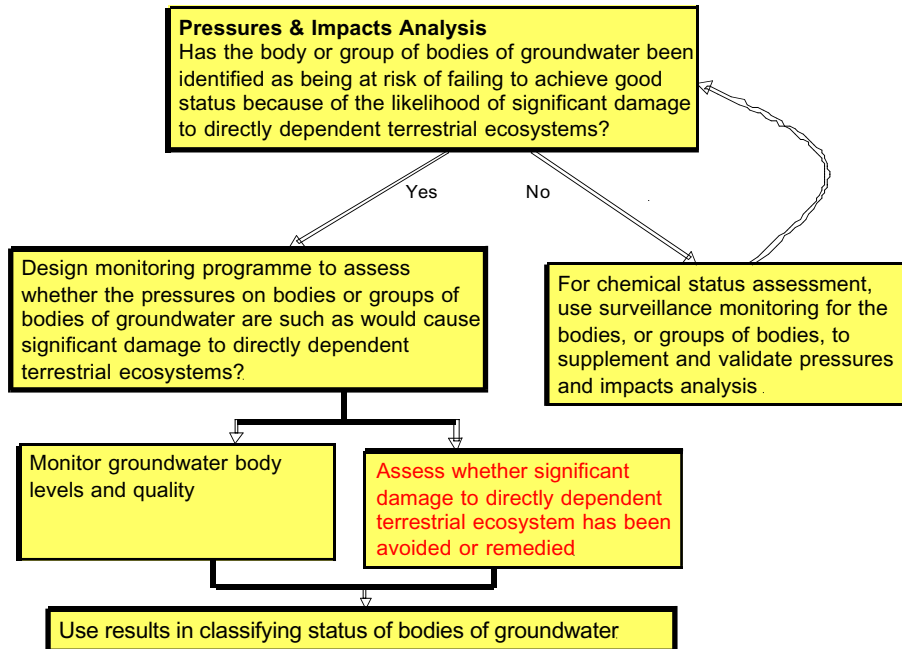 Pressures & Impacts Analysis
Has the body or group of bodies of groundwater been
identified as being at risk of failing to achieve good
status because of the likelihood of significant damage
to directly dependent terrestrial ecosystems?
Yes
No
Design monitoring programme to assess
whether the pressures on bodies or groups of
bodies of groundwater are such as would cause
significant damage to directly dependent
terrestrial ecosystems?
For chemical status assessment,
use surveillance monitoring for the
bodies, or groups of bodies, to
supplement and validate pressures
and impacts analysis
Monitor groundwater body
levels and quality
Assess whether significant
damage to directly dependent
terrestrial ecosystem has been
avoided or remedied
Use results in classifying status of bodies of groundwater